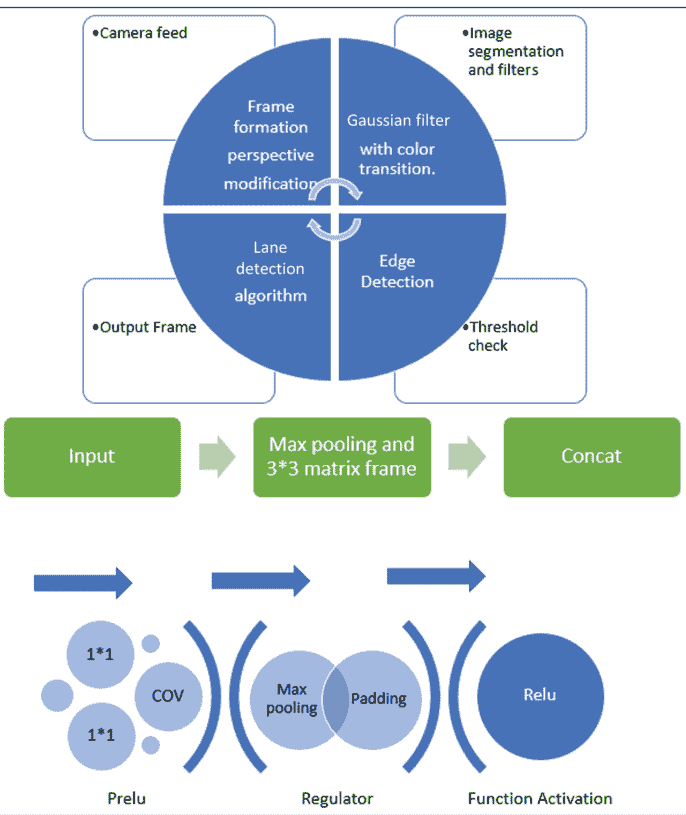 •Camera feed
•Image
segmentation
and filters
Frame
formation
perspective
modification
Gaussian filter
with color
transition.
Lane
detection
algorithm
Edge
Detection
•Output Frame
•Threshold
check
Input
Max pooling and
3*3 matrix frame
Concat
1*1
COV
1*1
Max
pooling
Padding
Relu
Prelu
Regulator
Function Activation